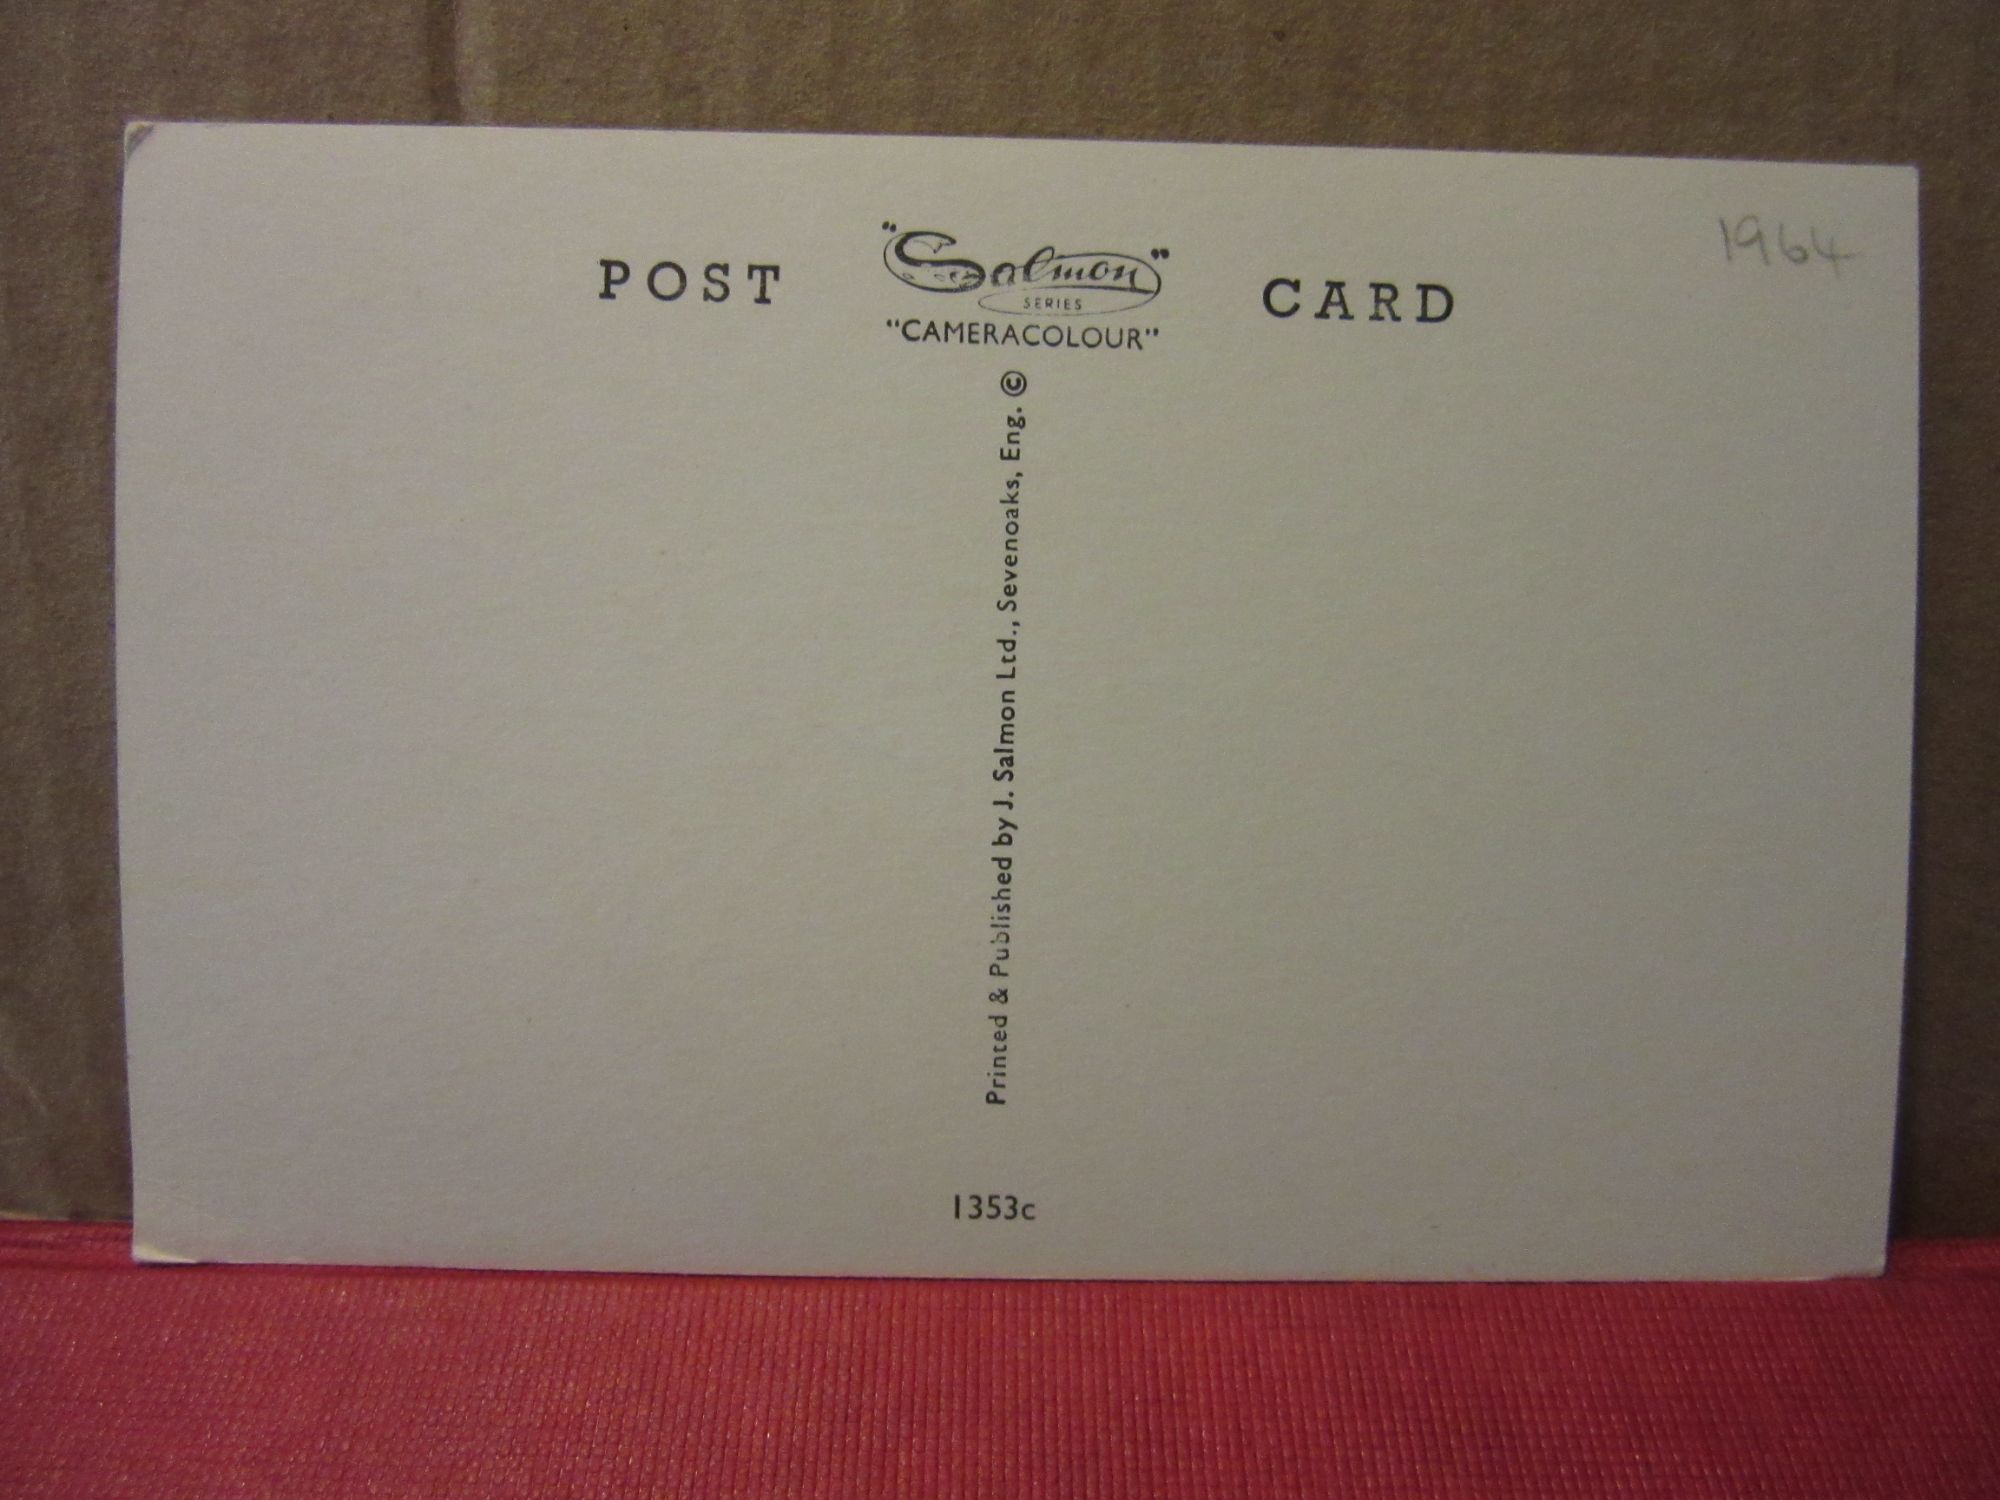 1964
POST "Salmon" CARD
SERIES
"CAMERACOLOUR"
Printed & Published by J. Salmon Ltd., Sevenoaks, Eng. ©
1353c